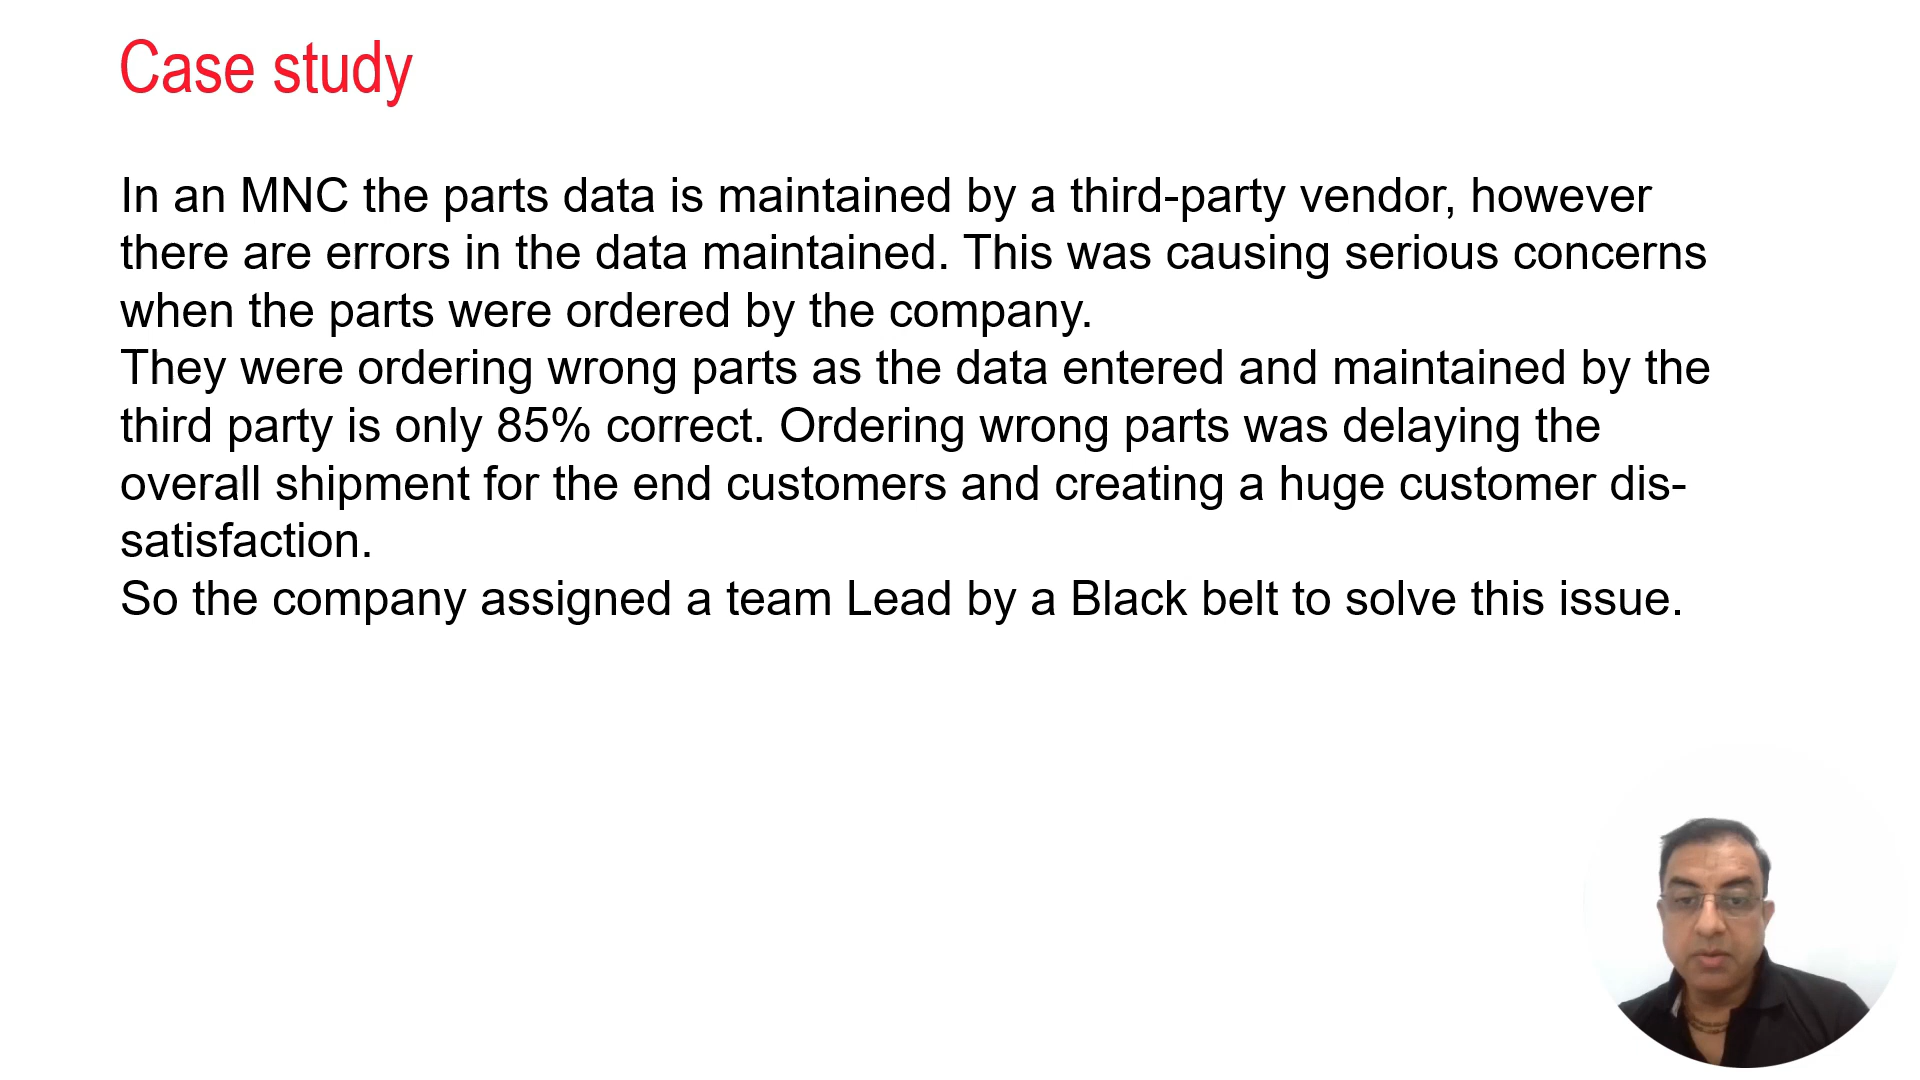 Case study
In an MNC the parts data is maintained by a third-party vendor, however
there are errors in the data maintained. This was causing serious concerns
when the parts were ordered by the company.
They were ordering wrong parts as the data entered and maintained by the
third party is only 85% correct. Ordering wrong parts was delaying the
overall shipment for the end customers and creating a huge customer dis-
satisfaction.
So the company assigned a team Lead by a Black belt to solve this issue.